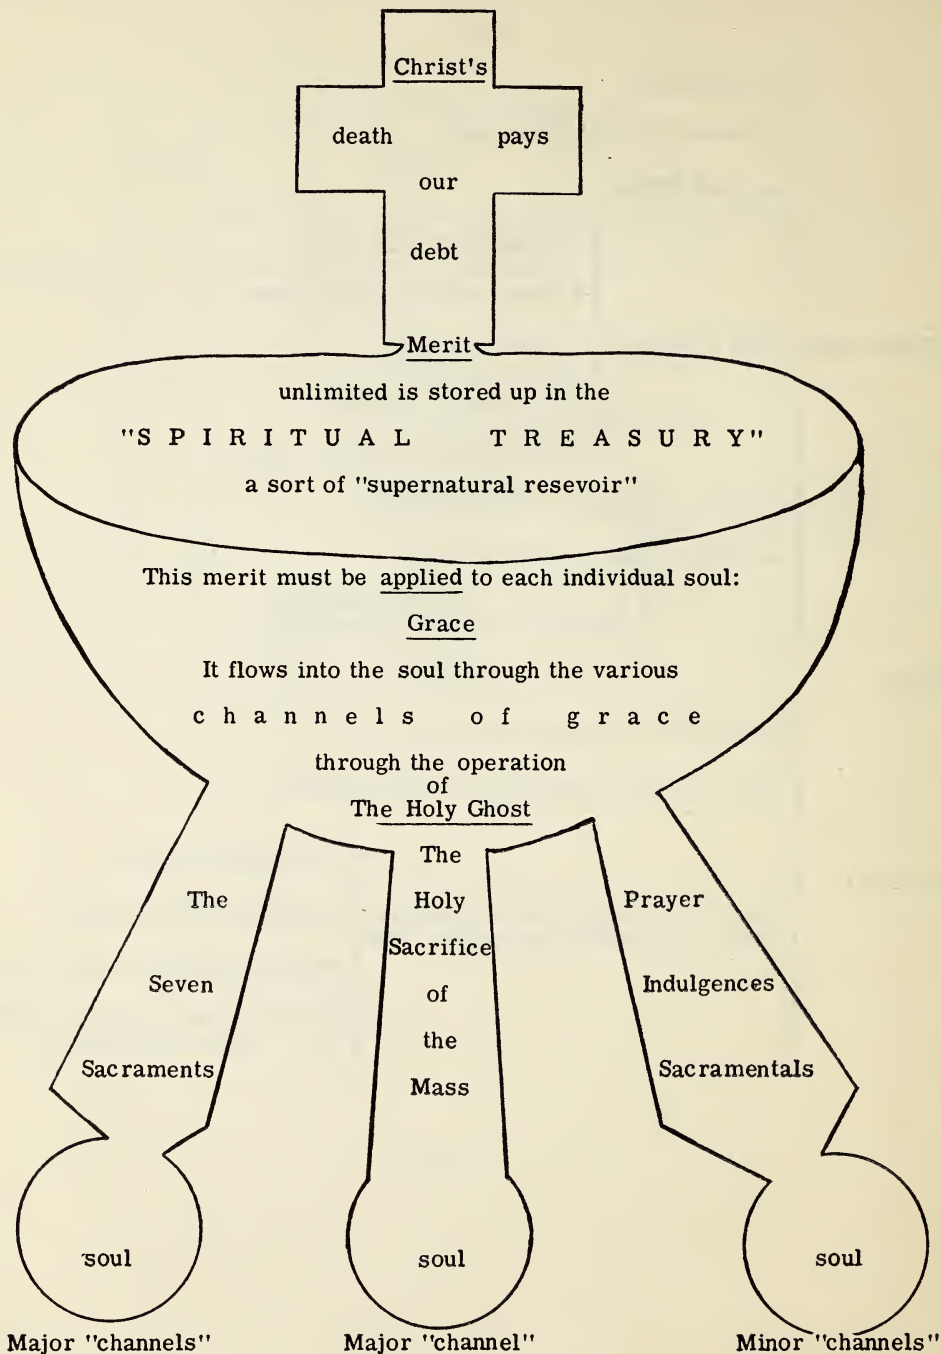 Christ's
death pays
our
debt
Merit
unlimited is stored up in the
"S P I R I T U A L T R E A S U R Y"
a sort of "supernatural resevoir"
This merit must be applied to each individual soul:
Grace
It flows into the soul through the various
c h a n n e l s o f g r a c e
through the operation
of
The Holy Ghost
The
Seven
Sacraments
The
Holy
Sacrifice
of
the
Mass
Prayer
Indulgences
Sacramentals
soul
soul
soul
Major "channels"
Major "channel"
Minor "channels"